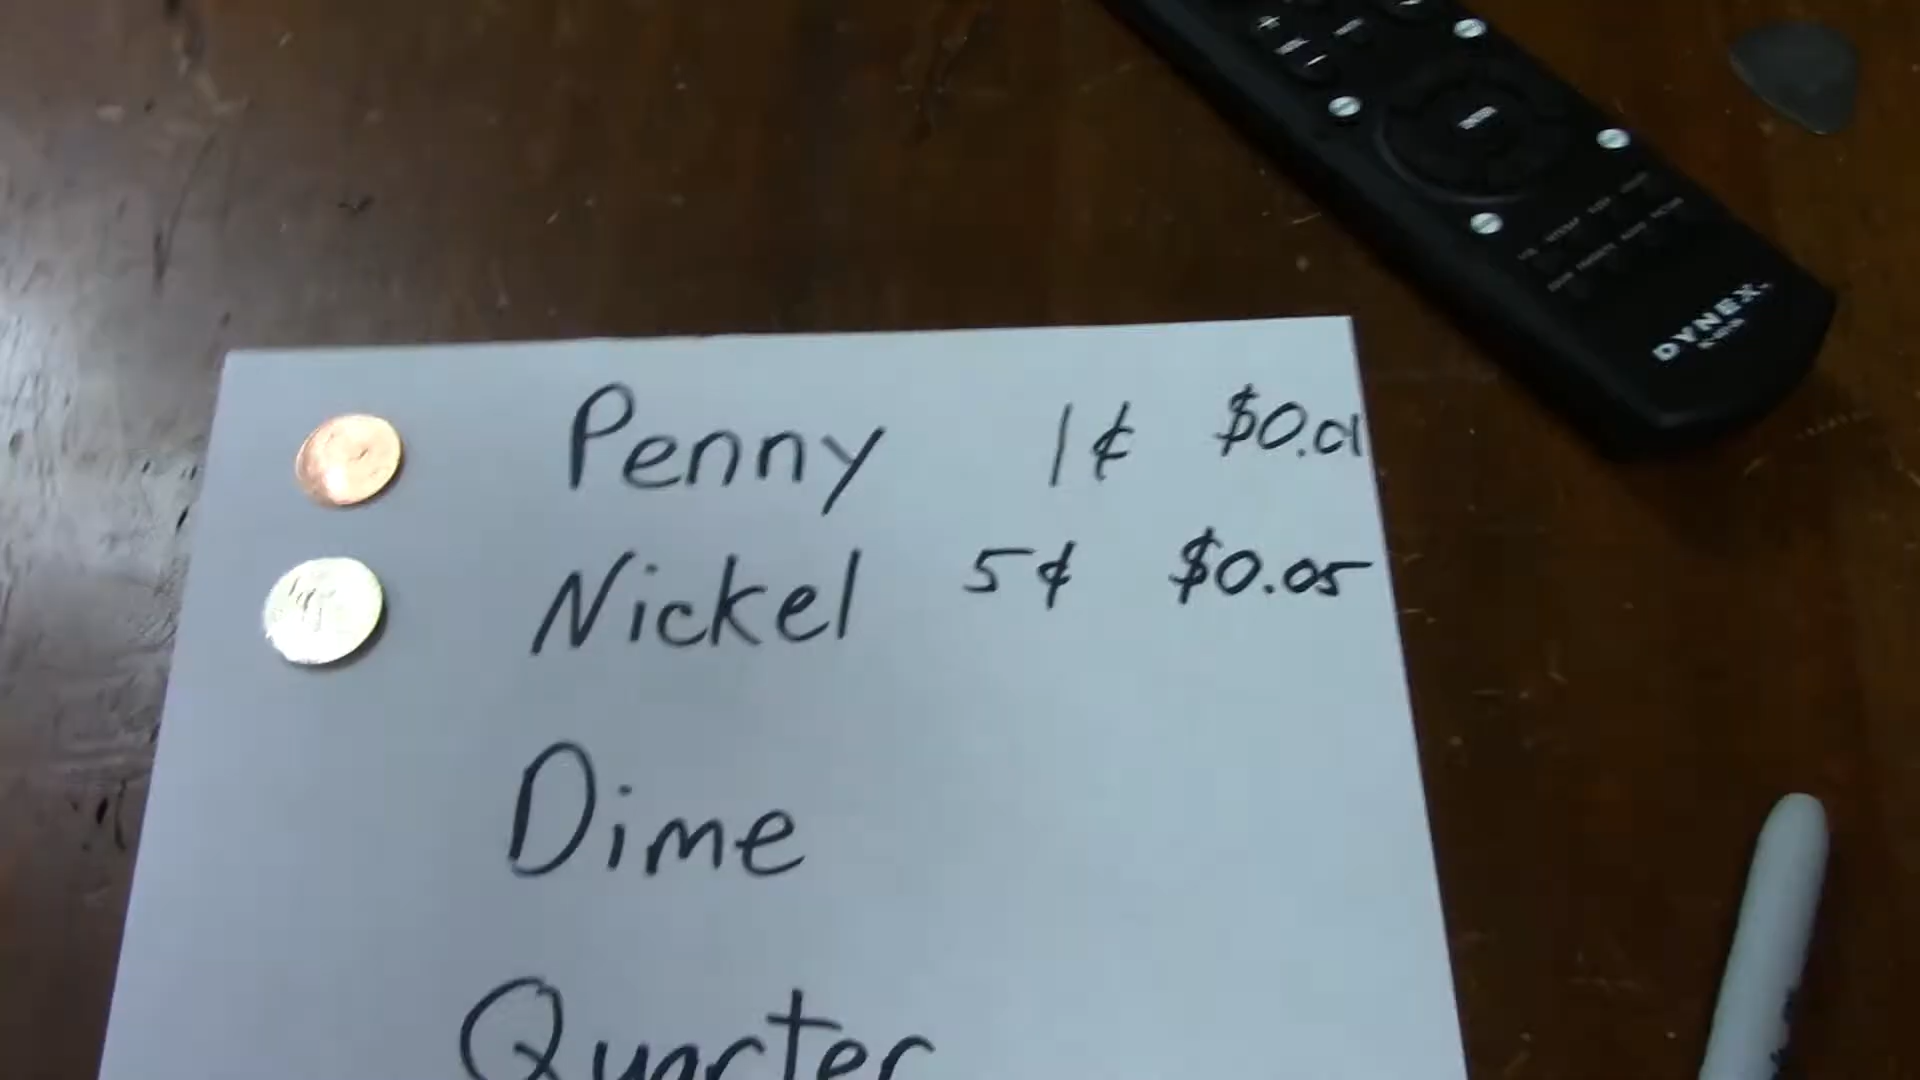 DYNEX
Penny 1¢ $0.01
Nickel 5¢ $0.05
Dime
Quarter